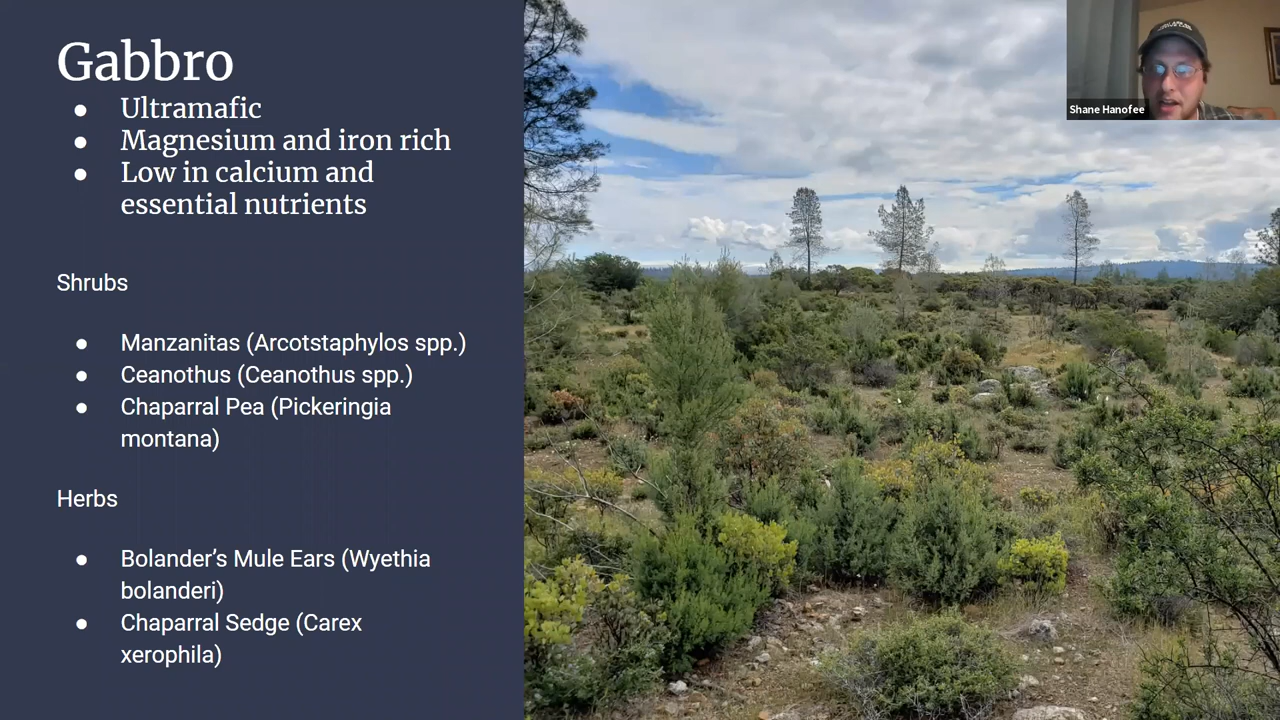 Gabbro
● Ultramafic
● Magnesium and iron rich
● Low in calcium and
essential nutrients
Shrubs
● Manzanitas (Arcotstaphylos spp.)
● Ceanothus (Ceanothus spp.)
● Chaparral Pea (Pickeringia
montana)
Herbs
● Bolander’s Mule Ears (Wyethia
bolanderi)
● Chaparral Sedge (Carex
xerophila)
Shane Hanofee